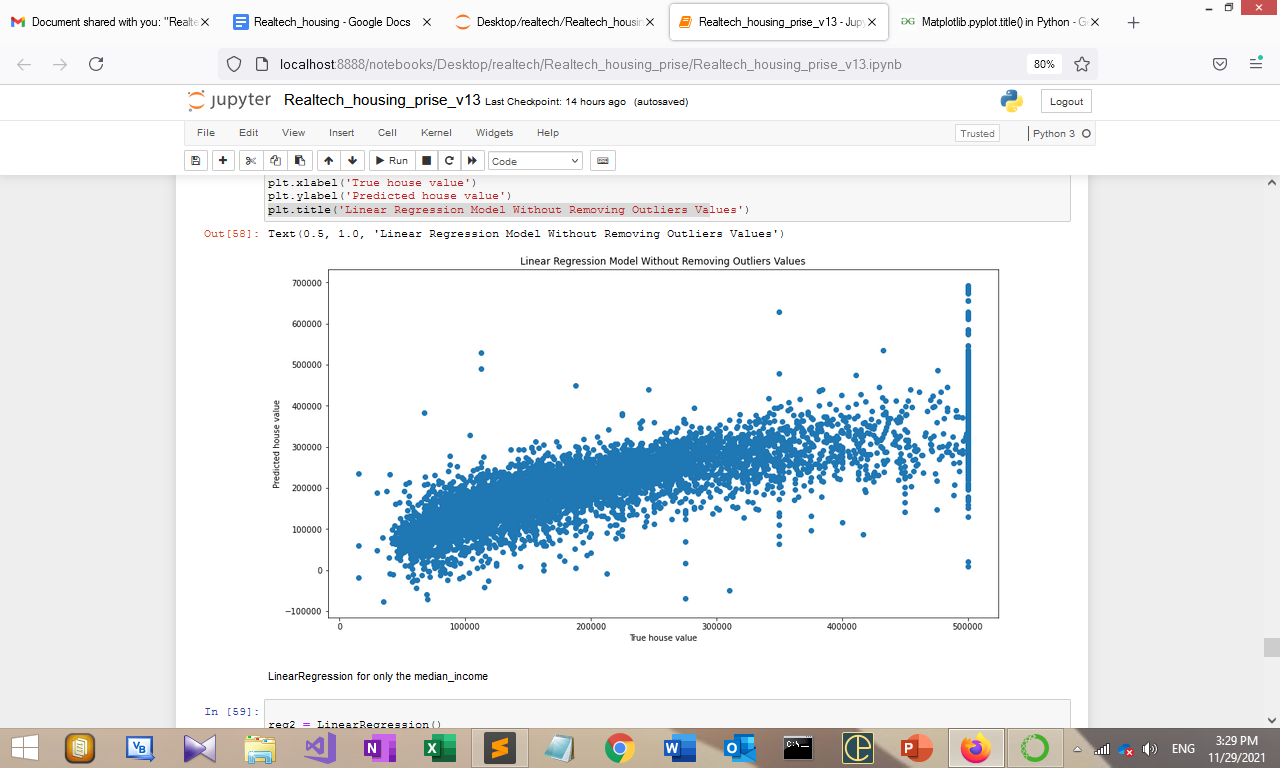 Document shared with you: "Realte
Realtech_housing - Google Docs
Desktop/realtech/Realtech_housin
Realtech_housing_prise_v13 - Jup
Matplotlib.pyplot.title() in Python - G
localhost:8888/notebooks/Desktop/realtech/Realtech_housing_prise/Realtech_housing_prise_v13.ipynb
80%
jupyter Realtech_housing_prise_v13 Last Checkpoint: 14 hours ago (autosaved)
Logout
File Edit View Insert Cell Kernel Widgets Help
Trusted
Python 3
Run
Code
plt.xlabel('True house value')
plt.ylabel('Predicted house value')
plt.title('Linear Regression Model Without Removing Outliers Values')
Out[58]: Text(0.5, 1.0, 'Linear Regression Model Without Removing Outliers Values')
Linear Regression Model Without Removing Outliers Values
700000
600000
500000
400000
300000
200000
100000
0
−100000
Predicted house value
0 100000 200000 300000 400000 500000
True house value
LinearRegression for only the median_income
In [59]:
reg2 = LinearRegression()
ENG
3:29 PM
11/29/2021